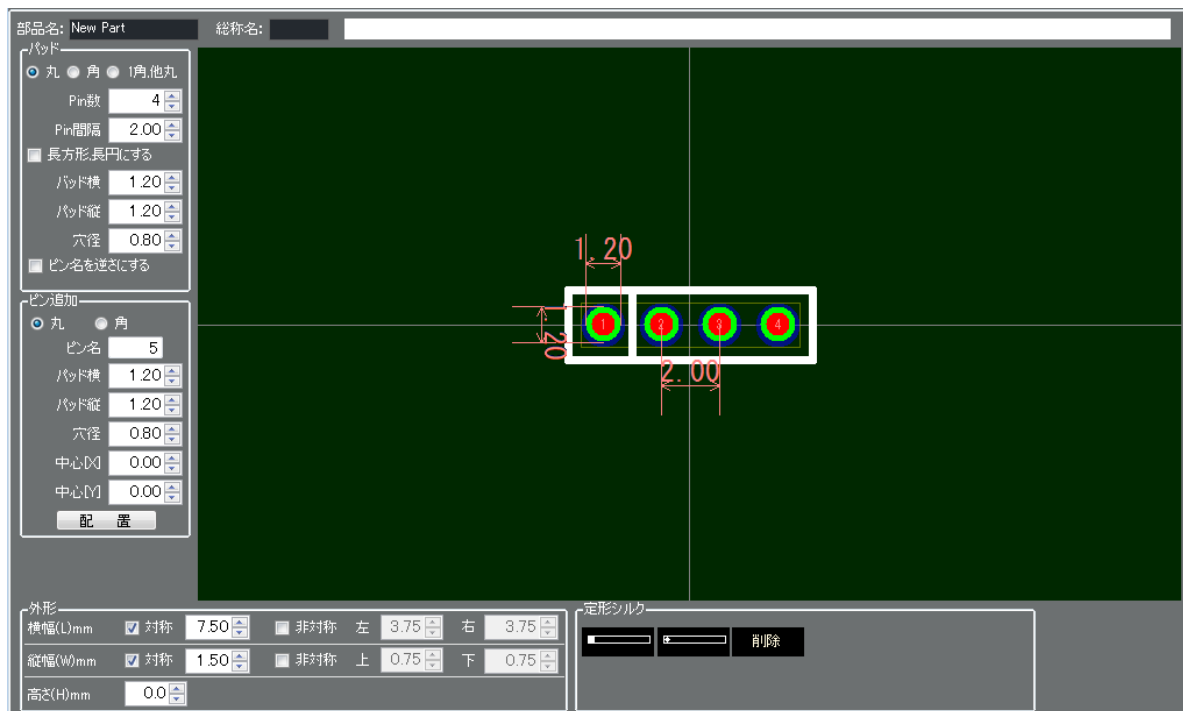 部品名: New Part 総称名:
パッド
丸 角 1角,他丸
Pin数 4
Pin間隔 2.00
長方形,長円にする
パッド横 1.20
パッド縦 1.20
穴径 0.80
ピン名を逆さにする
ピン追加
丸 角
ピン名 5
パッド横 1.20
パッド縦 1.20
穴径 0.80
中心[X] 0.00
中心[Y] 0.00
配 置
1.20
1.20
1 2 3 4
2.00
外形
横幅(L)mm 対称 7.50 非対称 左 3.75 右 3.75
縦幅(W)mm 対称 1.50 非対称 上 0.75 下 0.75
高さ(H)mm 0.0
定形シルク
削除